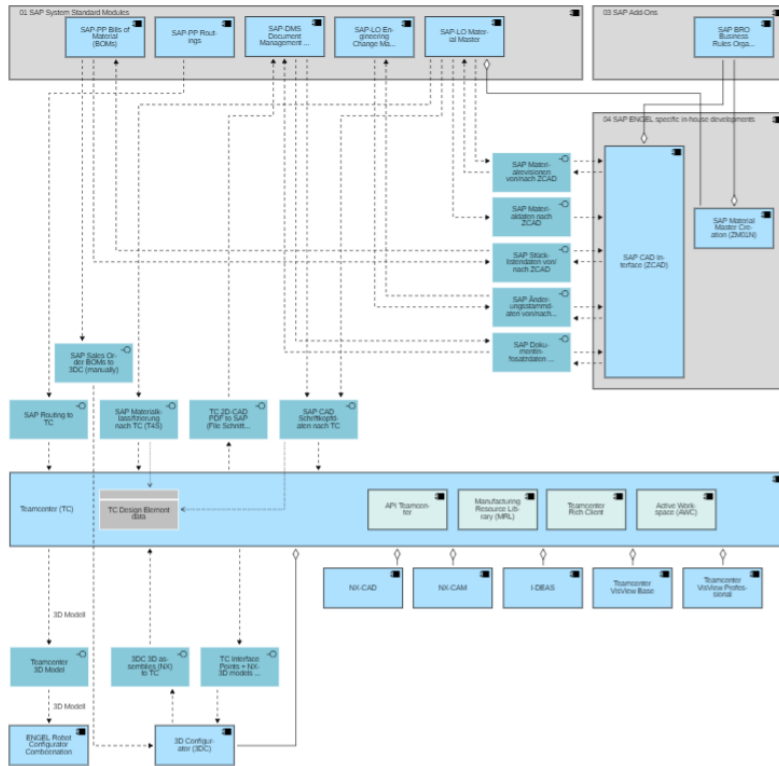 01 SAP System Standard Modules
03 SAP Add-Ons
SAP-PP Bills of
Material
(BOMs)
SAP-PP Rout-
ings
SAP-DMS
Document
Management ...
SAP-LO En-
gineering
Change Ma...
SAP-LO Mater-
ial Master
SAP BRO
Business
Rules Orga...
04 SAP ENGEL specific in-house developments
SAP Materi-
alrevisionen
von/nach ZCAD
SAP Materi-
aldaten nach
ZCAD
SAP Stück-
listendaten von/
nach ZCAD
SAP Änder-
ungsstammd-
aten von/nach...
SAP Doku-
mentin-
fosatzdaten ...
SAP CAD In-
terface (ZCAD)
SAP Material
Master Cre-
ation (ZM01N)
SAP Sales Or-
der BOMs to
3DC (manually)
SAP Routing to
TC
SAP Materialk-
lassifizierung
nach TC (T4S)
TC 2D-CAD
PDF to SAP
(File Schnitt...
SAP CAD
Schriftkopfd-
aten nach TC
Teamcenter (TC)
TC Design Element
data
API Teamcen-
ter
Manufacturing
Resource Lib-
rary (MRL)
Teamcenter
Rich Client
Active Work-
space (AWC)
NX-CAD
NX-CAM
I-DEAS
Teamcenter
VisView Base
Teamcenter
VisView Profes-
sional
3D Modell
Teamcenter
3D Model
3DC 3D as-
semblies (NX)
to TC
TC Interface
Points + NX-
3D-models ...
3D Modell
ENGEL Robot
Configurator
Combeenation
3D Configur-
ator (3DC)